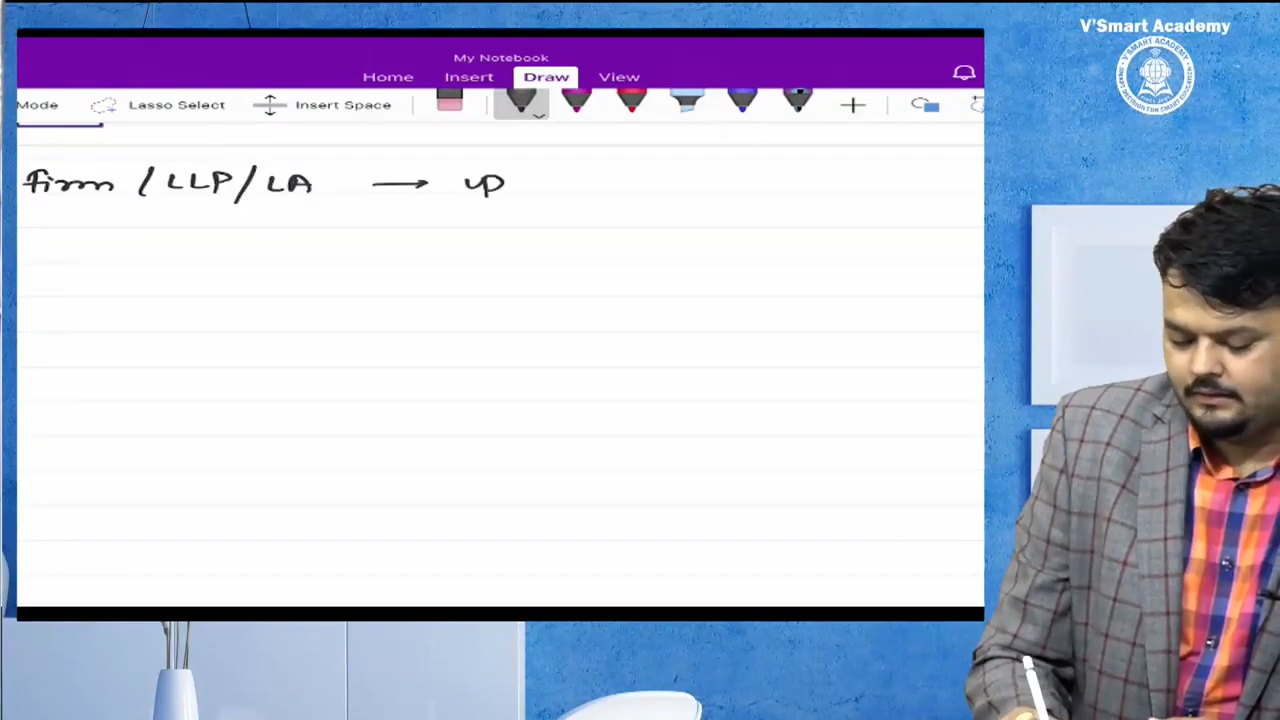 V'Smart Academy
My Notebook
Home Insert Draw View
Mode Lasso Select Insert Space
firm / LLP / LA → up